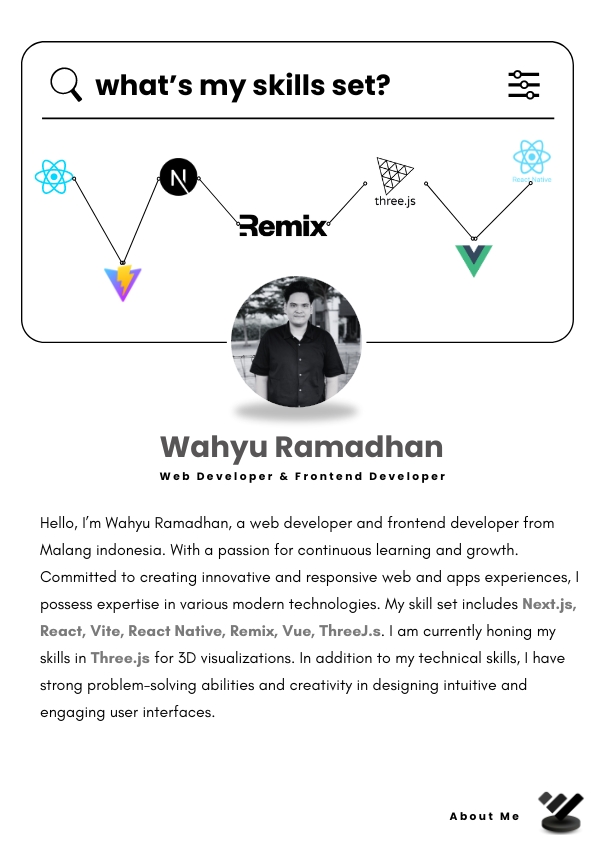 what’s my skills set?
React Native
N
three.js
Remix
Wahyu Ramadhan
Web Developer & Frontend Developer
Hello, I’m Wahyu Ramadhan, a web developer and frontend developer from
Malang indonesia. With a passion for continuous learning and growth.
Committed to creating innovative and responsive web and apps experiences, I
possess expertise in various modern technologies. My skill set includes Next.js,
React, Vite, React Native, Remix, Vue, ThreeJ.s. I am currently honing my
skills in Three.js for 3D visualizations. In addition to my technical skills, I have
strong problem-solving abilities and creativity in designing intuitive and
engaging user interfaces.
About Me